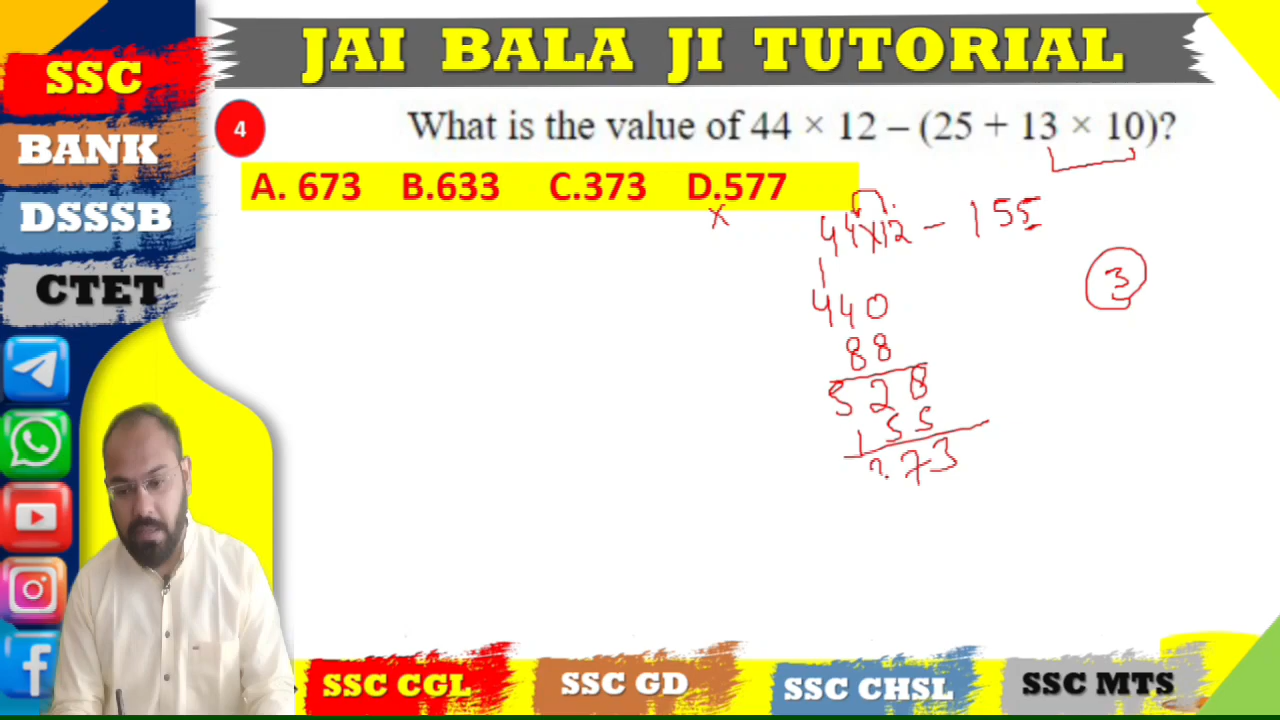 JAI BALA JI TUTORIAL
SSC
BANK
DSSSB
CTET
4
What is the value of 44 × 12 – (25 + 13 × 10)?
A. 673 B.633 C.373 D.577
x
44x12 - 155
3
440
88
528
155
373
SSC CGL
SSC GD
SSC CHSL
SSC MTS